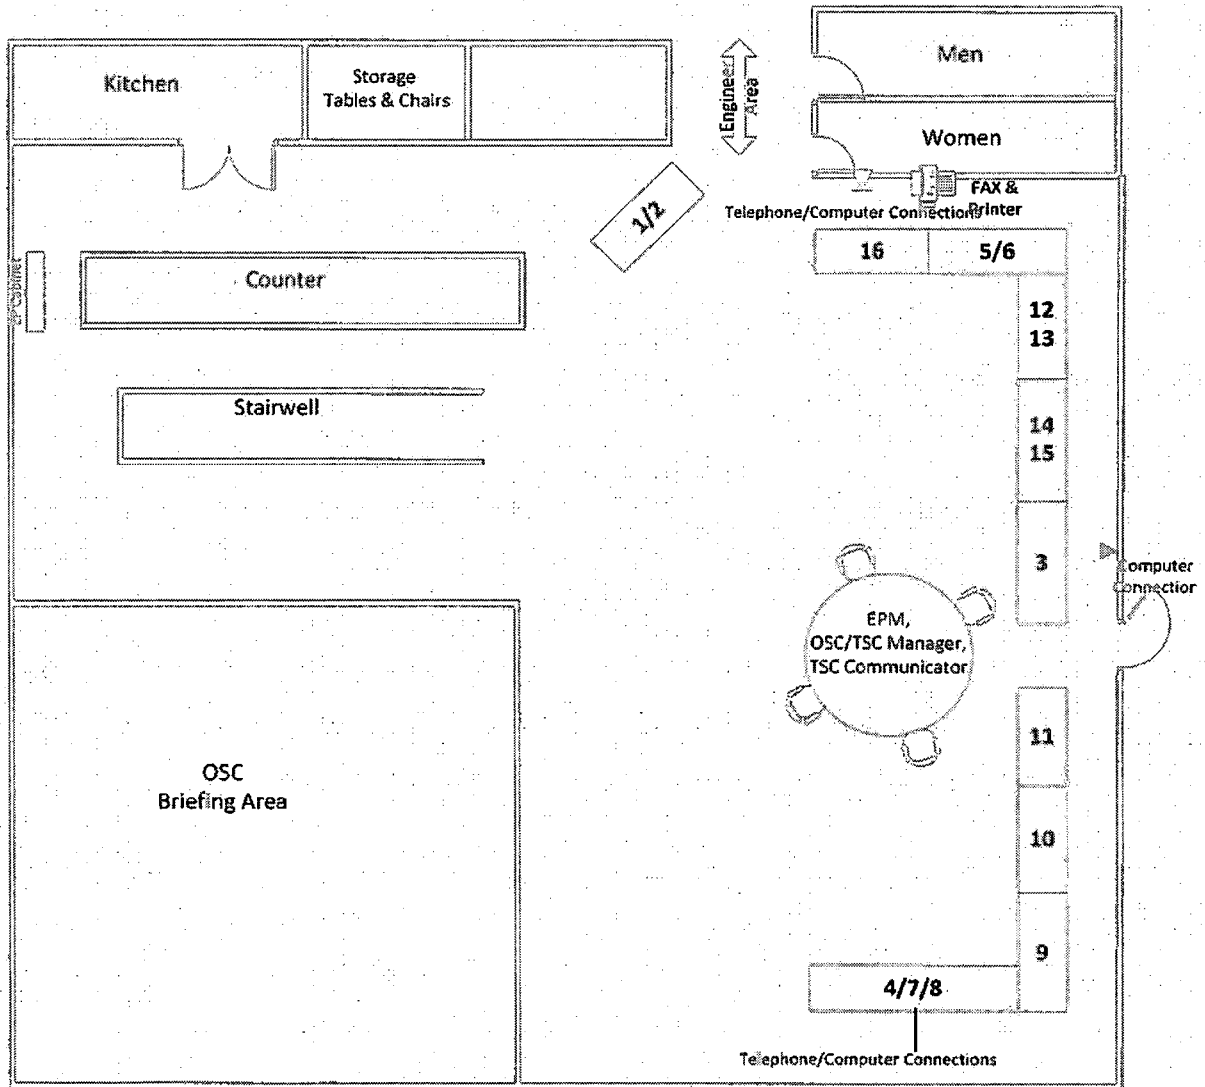 Kitchen
Storage
Tables & Chairs
Engineer
Area
Men
Women
FAX &
Printer
Telephone/Computer Connections
1/2
16
5/6
EP Cabinet
Counter
12
13
Stairwell
14
15
3
Computer
Connection
EPM,
OSC/TSC Manager,
TSC Communicator
11
OSC
Briefing Area
10
9
4/7/8
Telephone/Computer Connections